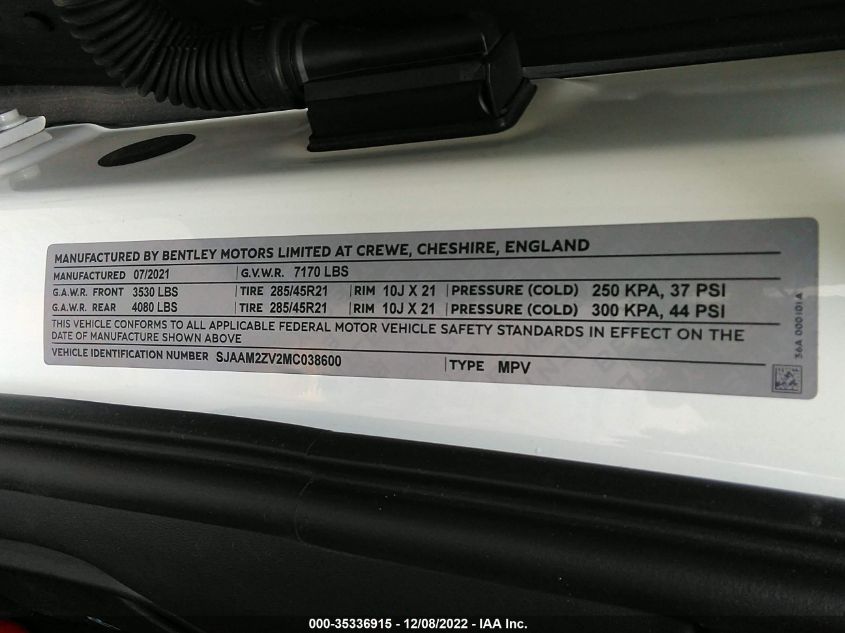 MANUFACTURED BY BENTLEY MOTORS LIMITED AT CREWE, CHESHIRE, ENGLAND
MANUFACTURED 07/2021 G.V.W.R. 7170 LBS
G.A.W.R. FRONT 3530 LBS TIRE 285/45R21 RIM 10J X 21 PRESSURE (COLD) 250 KPA, 37 PSI
G.A.W.R. REAR 4080 LBS TIRE 285/45R21 RIM 10J X 21 PRESSURE (COLD) 300 KPA, 44 PSI
THIS VEHICLE CONFORMS TO ALL APPLICABLE FEDERAL MOTOR VEHICLE SAFETY STANDARDS IN EFFECT ON THE
DATE OF MANUFACTURE SHOWN ABOVE
VEHICLE IDENTIFICATION NUMBER SJAAM2ZV2MC038600 TYPE MPV
36A 000101 A
000-35336915 - 12/08/2022 - IAA Inc.